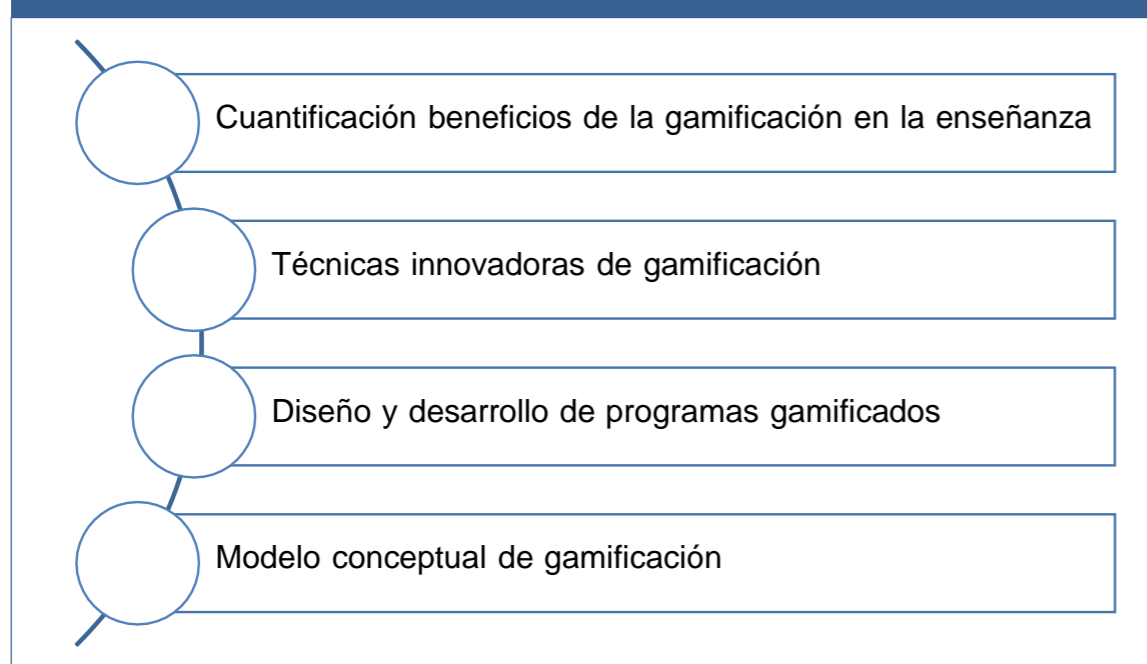 Cuantificación beneficios de la gamificación en la enseñanza
Técnicas innovadoras de gamificación
Diseño y desarrollo de programas gamificados
Modelo conceptual de gamificación